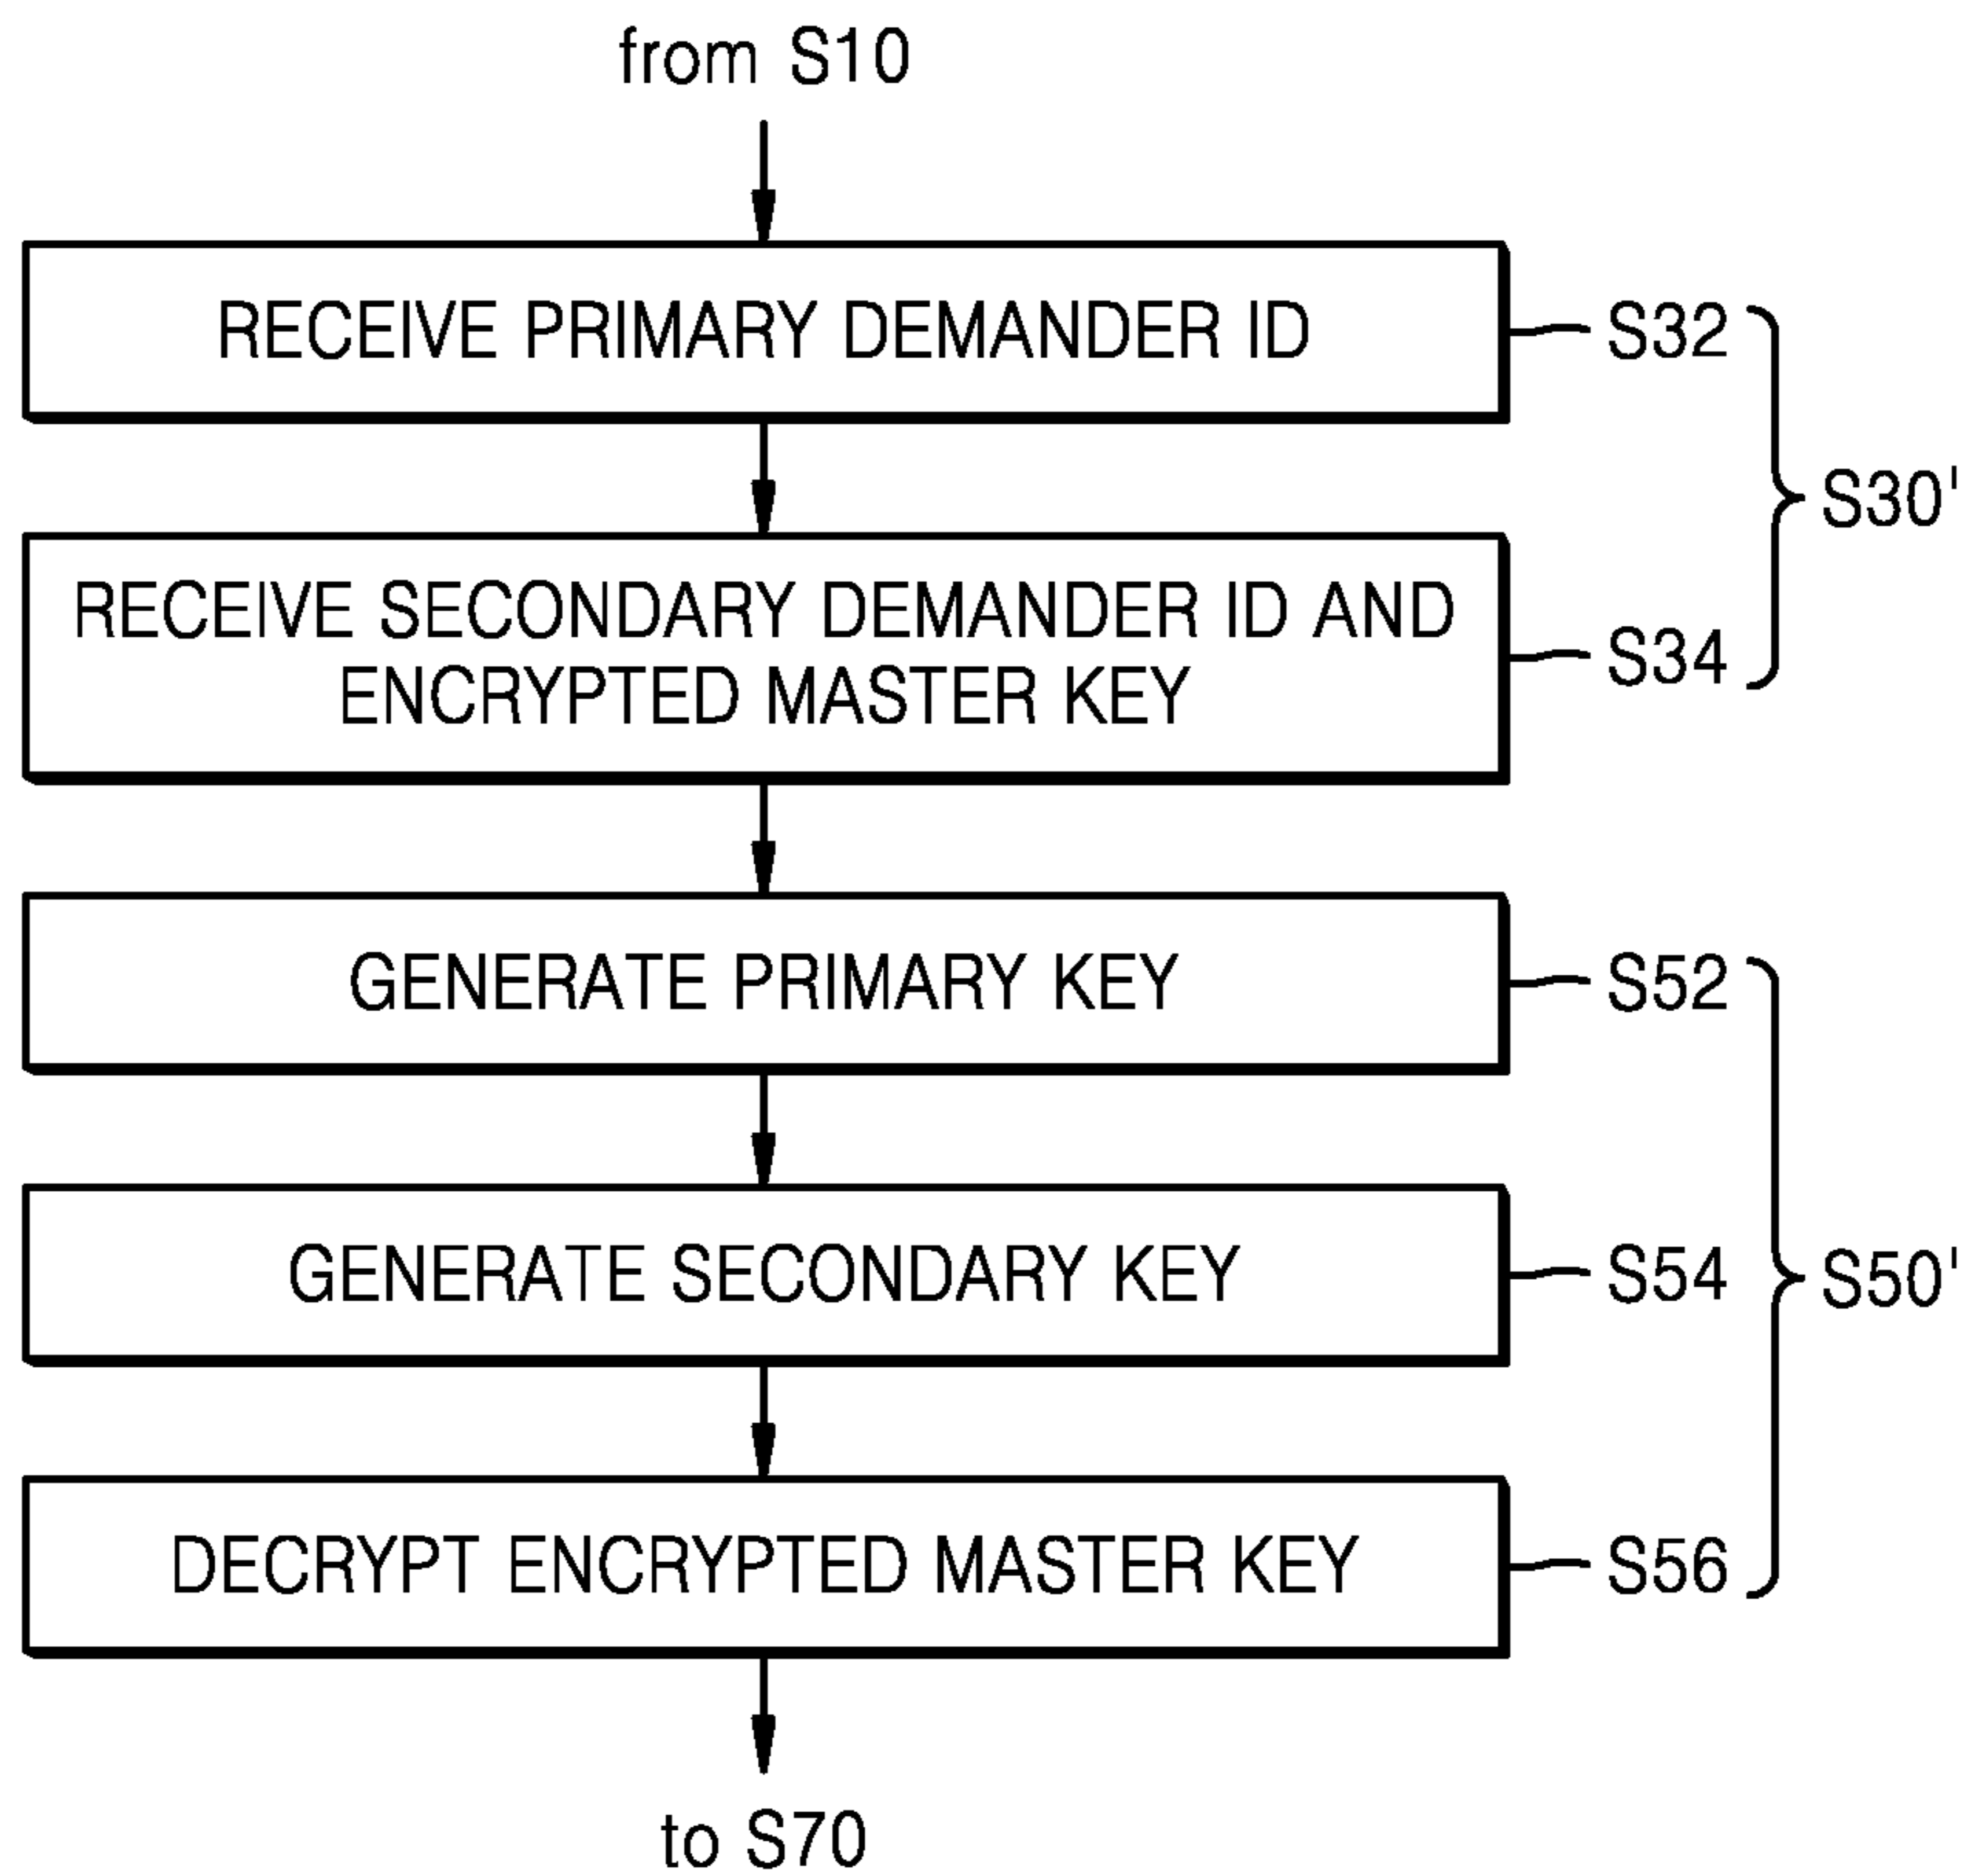 from S10
RECEIVE PRIMARY DEMANDER ID
S32
S30'
RECEIVE SECONDARY DEMANDER ID AND
ENCRYPTED MASTER KEY
S34
GENERATE PRIMARY KEY
S52
GENERATE SECONDARY KEY
S54
S50'
DECRYPT ENCRYPTED MASTER KEY
S56
to S70